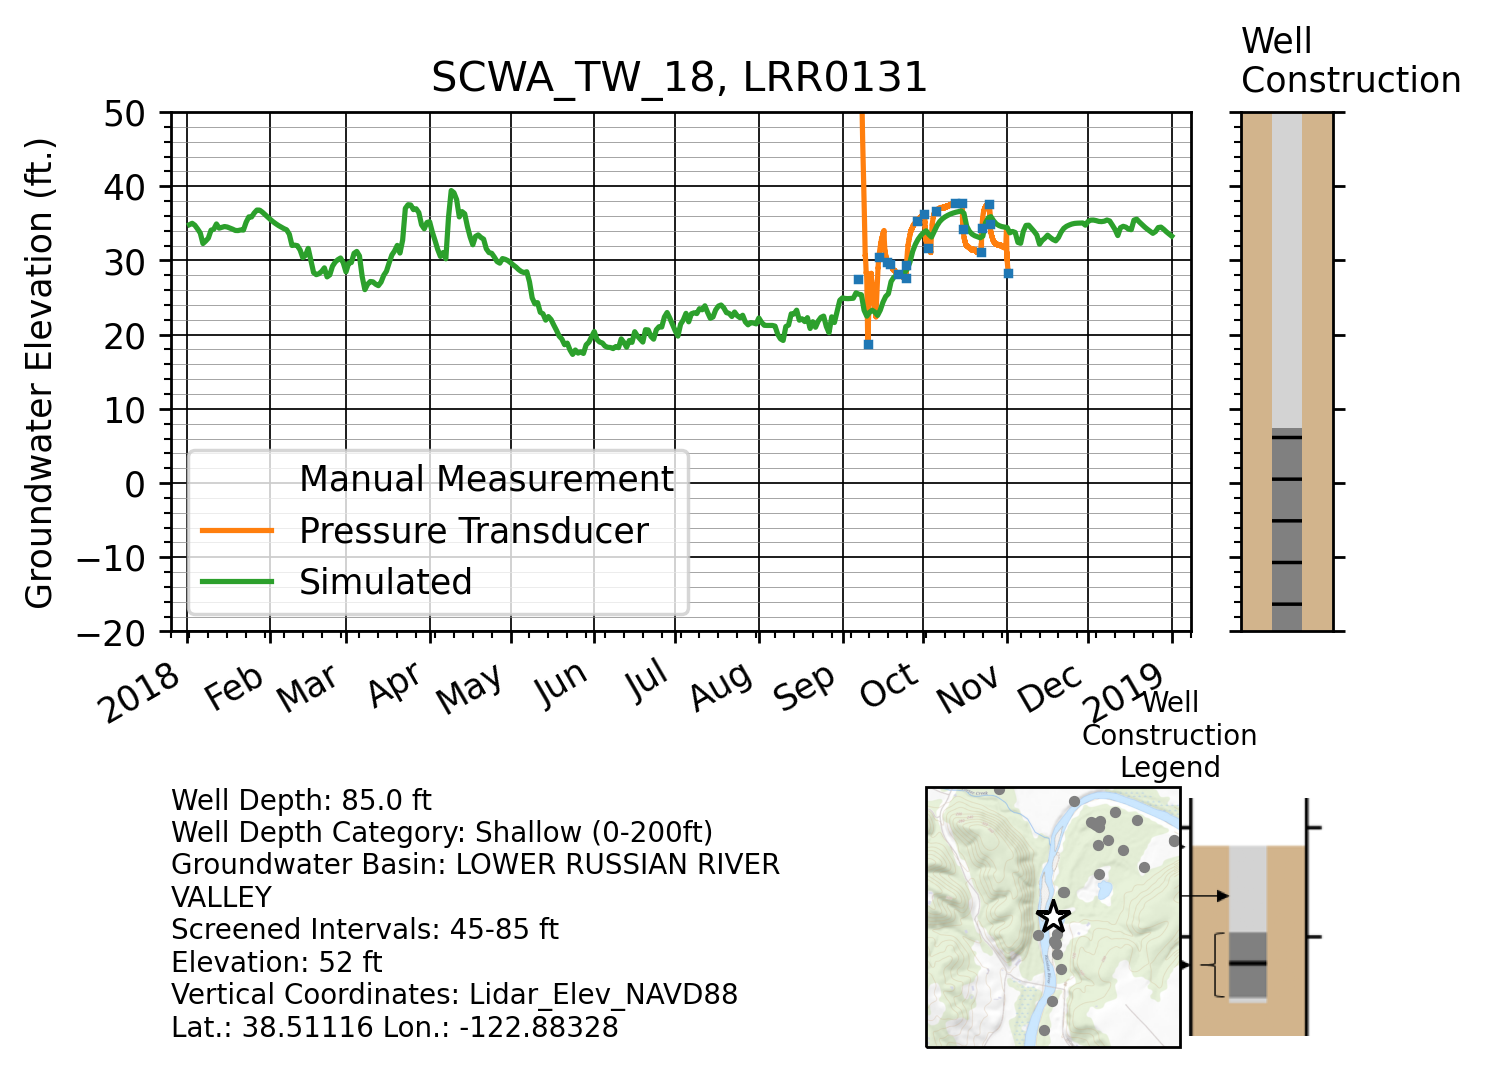 Well
Construction
SCWA_TW_18, LRR0131
Groundwater Elevation (ft.)
50
40
30
20
10
0
−10
−20
Manual Measurement
Pressure Transducer
Simulated
2018
Feb
Mar
Apr
May
Jun
Jul
Aug
Sep
Oct
Nov
Dec
2019
Well
Construction
Legend
Well Depth: 85.0 ft
Well Depth Category: Shallow (0-200ft)
Groundwater Basin: LOWER RUSSIAN RIVER
VALLEY
Screened Intervals: 45-85 ft
Elevation: 52 ft
Vertical Coordinates: Lidar_Elev_NAVD88
Lat.: 38.51116 Lon.: -122.88328